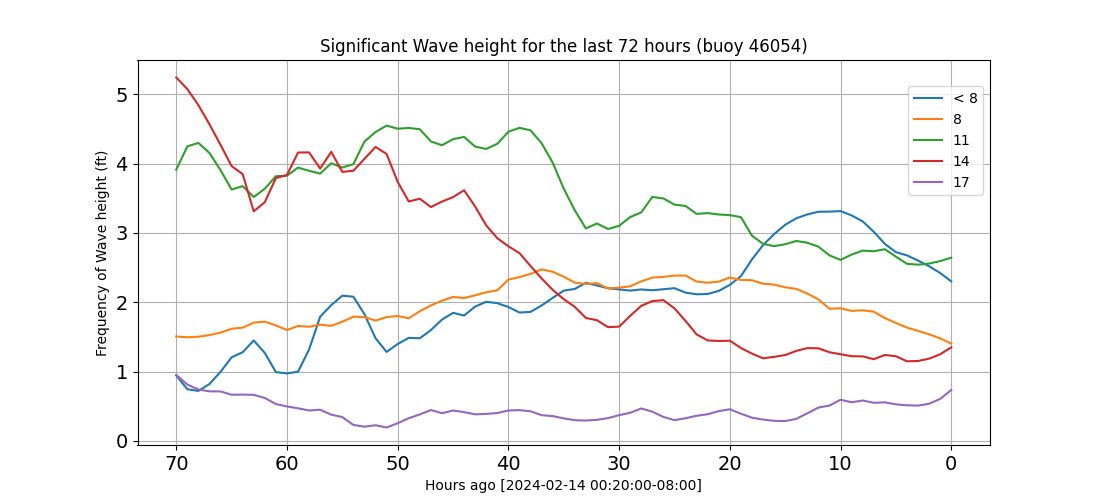 Significant Wave height for the last 72 hours (buoy 46054)
Frequency of Wave height (ft)
5
4
3
2
1
0
< 8
8
11
14
17
70 60 50 40 30 20 10 0
Hours ago [2024-02-14 00:20:00-08:00]